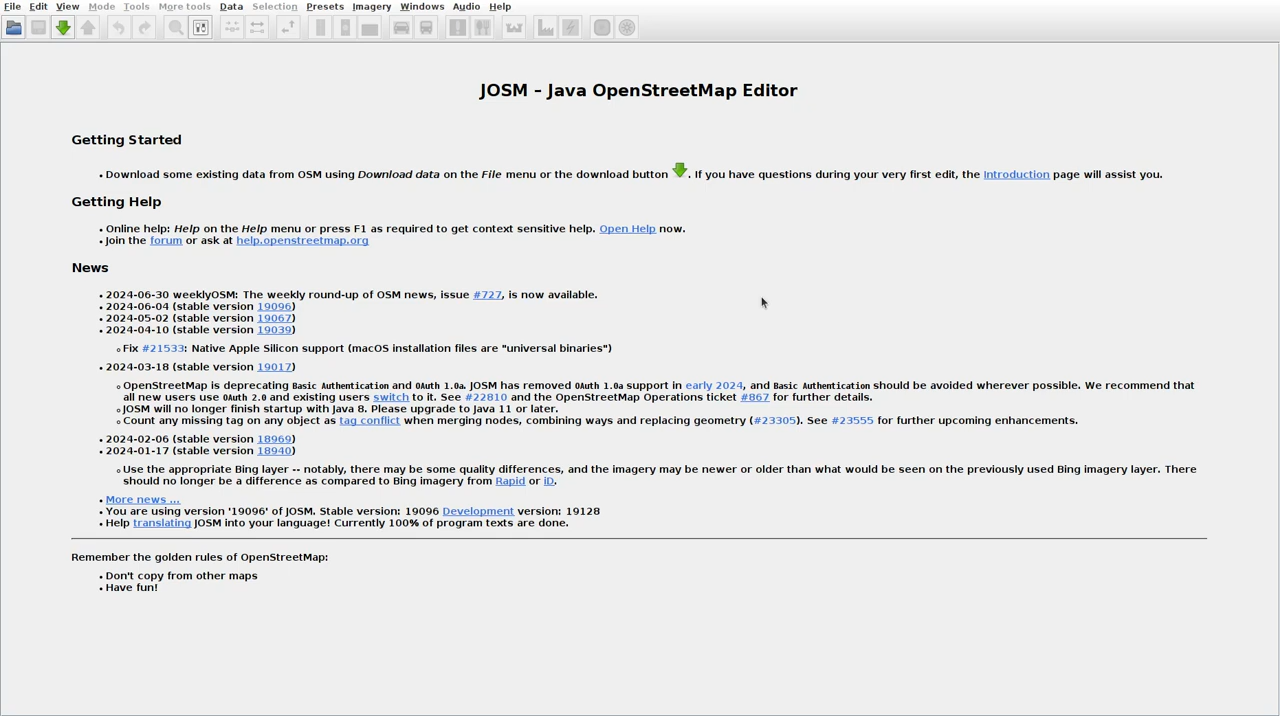 File Edit View Mode Tools More tools Data Selection Presets Imagery Windows Audio Help
JOSM – Java OpenStreetMap Editor
Getting Started
• Download some existing data from OSM using Download data on the File menu or the download button . If you have questions during your very first edit, the Introduction page will assist you.
Getting Help
• Online help: Help on the Help menu or press F1 as required to get context sensitive help. Open Help now.
• Join the forum or ask at help.openstreetmap.org
News
• 2024-06-30 weeklyOSM: The weekly round-up of OSM news, issue #727, is now available.
• 2024-06-04 (stable version 19096)
• 2024-05-02 (stable version 19067)
• 2024-04-10 (stable version 19039)
◦ Fix #21533: Native Apple Silicon support (macOS installation files are "universal binaries")
• 2024-03-18 (stable version 19017)
◦ OpenStreetMap is deprecating Basic Authentication and OAuth 1.0a. JOSM has removed OAuth 1.0a support in early 2024, and Basic Authentication should be avoided wherever possible. We recommend that
all new users use OAuth 2.0 and existing users switch to it. See #22810 and the OpenStreetMap Operations ticket #867 for further details.
◦ JOSM will no longer finish startup with Java 8. Please upgrade to Java 11 or later.
◦ Count any missing tag on any object as tag conflict when merging nodes, combining ways and replacing geometry (#23305). See #23555 for further upcoming enhancements.
• 2024-02-06 (stable version 18969)
• 2024-01-17 (stable version 18940)
◦ Use the appropriate Bing layer -- notably, there may be some quality differences, and the imagery may be newer or older than what would be seen on the previously used Bing imagery layer. There
should no longer be a difference as compared to Bing imagery from Rapid or iD.
• More news ...
• You are using version '19096' of JOSM. Stable version: 19096 Development version: 19128
• Help translating JOSM into your language! Currently 100% of program texts are done.
Remember the golden rules of OpenStreetMap:
• Don't copy from other maps
• Have fun!